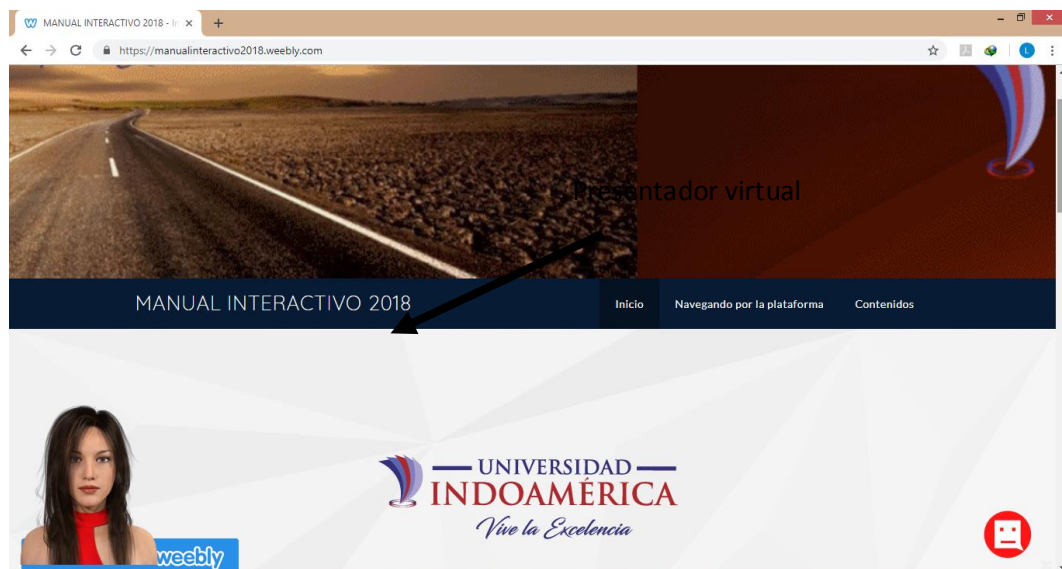 MANUAL INTERACTIVO 2018 - In
https://manualinteractivo2018.weebly.com
L
Presentador virtual
MANUAL INTERACTIVO 2018
Inicio Navegando por la plataforma Contenidos
UNIVERSIDAD
INDOAMÉRICA
Vive la Excelencia
weebly